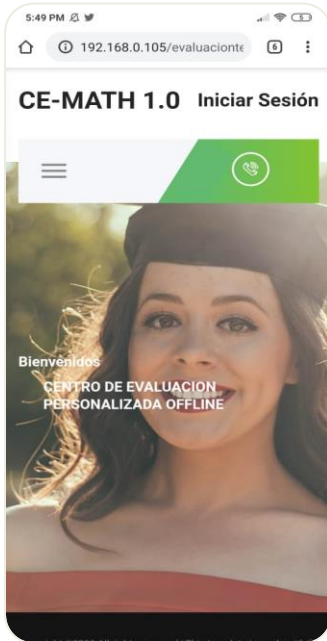 5:49 PM
192.168.0.105/evaluacionte
6
CE-MATH 1.0 Iniciar Sesión
Bienvenidos
CENTRO DE EVALUACION
PERSONALIZADA OFFLINE